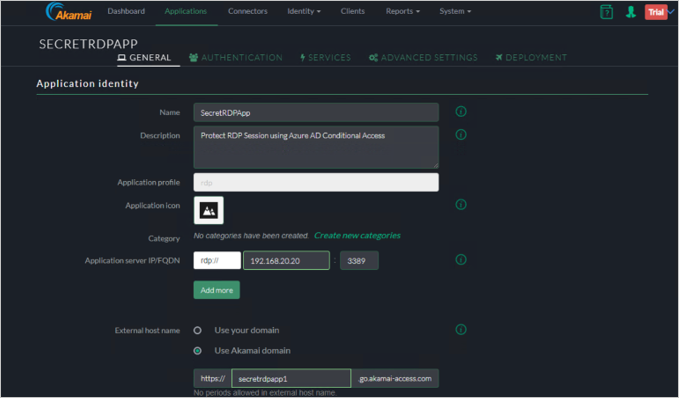 Akamai Dashboard Applications Connectors Identity Clients Reports System ? Trial
SECRETRDPAPP
GENERAL AUTHENTICATION SERVICES ADVANCED SETTINGS DEPLOYMENT
Application identity
Name SecretRDPApp i
Description Protect RDP Session using Azure AD Conditional Access i
Application profile rdp
Application icon i
Category No categories have been created. Create new categories
Application server IP/FQDN rdp:// 192.168.20.20 : 3389 i
Add more
External host name Use your domain i
Use Akamai domain
https:// secretrdpapp1 .go.akamai-access.com
No periods allowed in external host name.